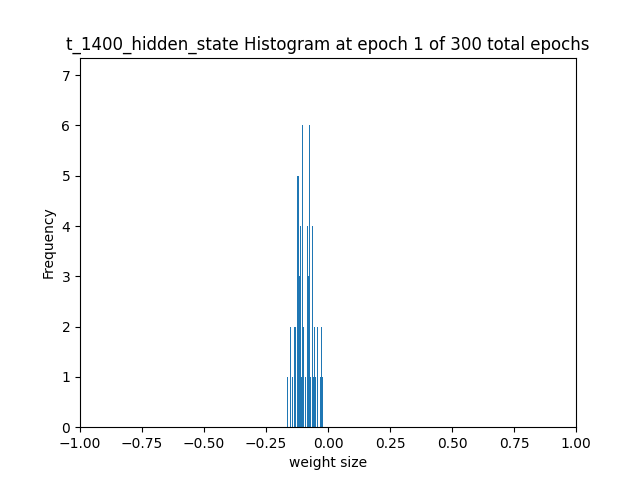 t_1400_hidden_state Histogram at epoch 1 of 300 total epochs
7
6
5
4
3
2
1
0
Frequency
−1.00 −0.75 −0.50 −0.25 0.00 0.25 0.50 0.75 1.00
weight size